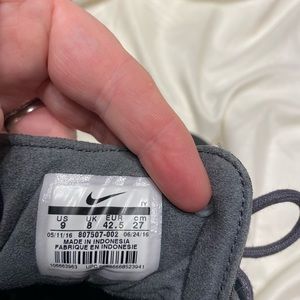 US UK EUR cm
9 8 42.5 27
05/11/16 807507-002 06/24/16
MADE IN INDONESIA
FABRIQUE EN INDONESIE